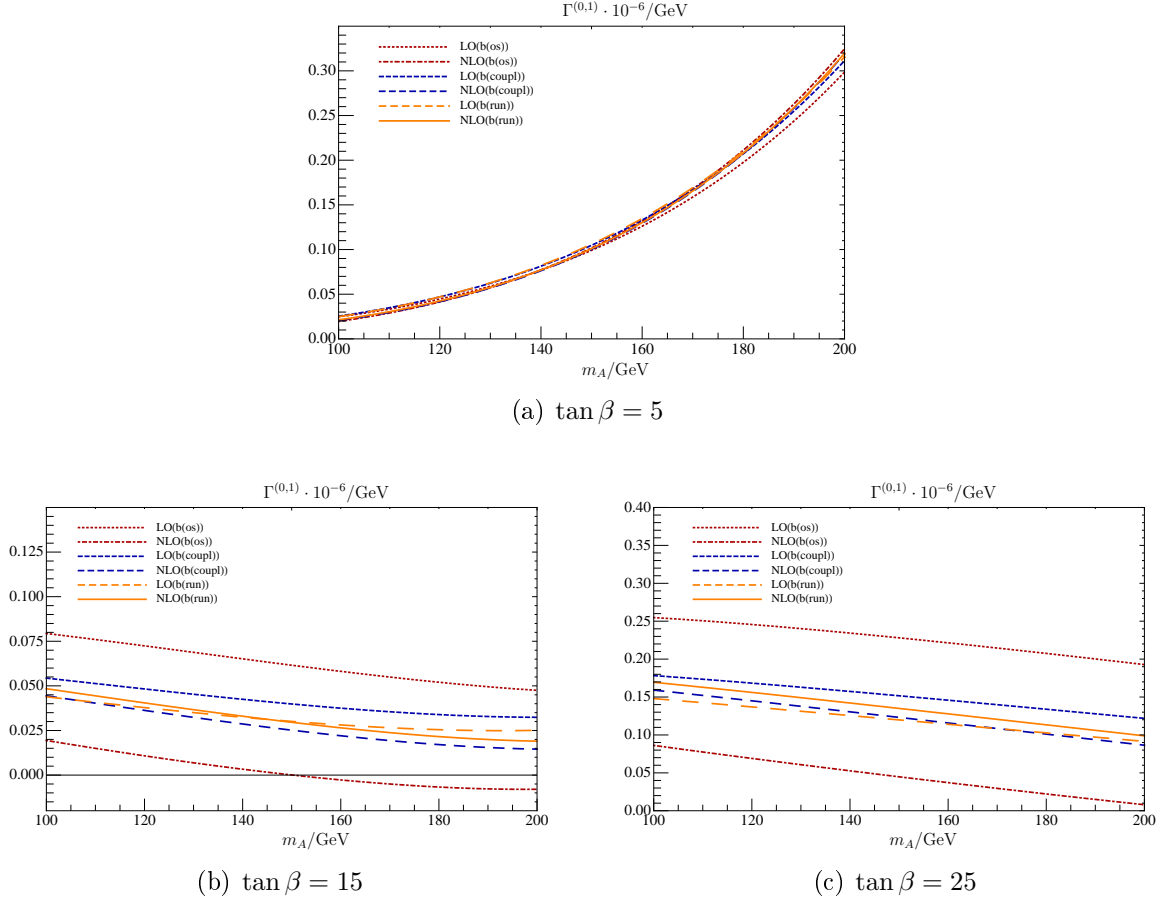 Γ^(0,1) · 10^−6/GeV
LO(b(os))
NLO(b(os))
LO(b(coupl))
NLO(b(coupl))
LO(b(run))
NLO(b(run))
0.30
0.25
0.20
0.15
0.10
0.05
0.00
100 120 140 160 180 200
m_A/GeV
(a) tan β = 5
Γ^(0,1) · 10^−6/GeV
LO(b(os))
NLO(b(os))
LO(b(coupl))
NLO(b(coupl))
LO(b(run))
NLO(b(run))
0.125
0.100
0.075
0.050
0.025
0.000
100 120 140 160 180 200
m_A/GeV
(b) tan β = 15
Γ^(0,1) · 10^−6/GeV
LO(b(os))
NLO(b(os))
LO(b(coupl))
NLO(b(coupl))
LO(b(run))
NLO(b(run))
0.40
0.35
0.30
0.25
0.20
0.15
0.10
0.05
0.00
100 120 140 160 180 200
m_A/GeV
(c) tan β = 25